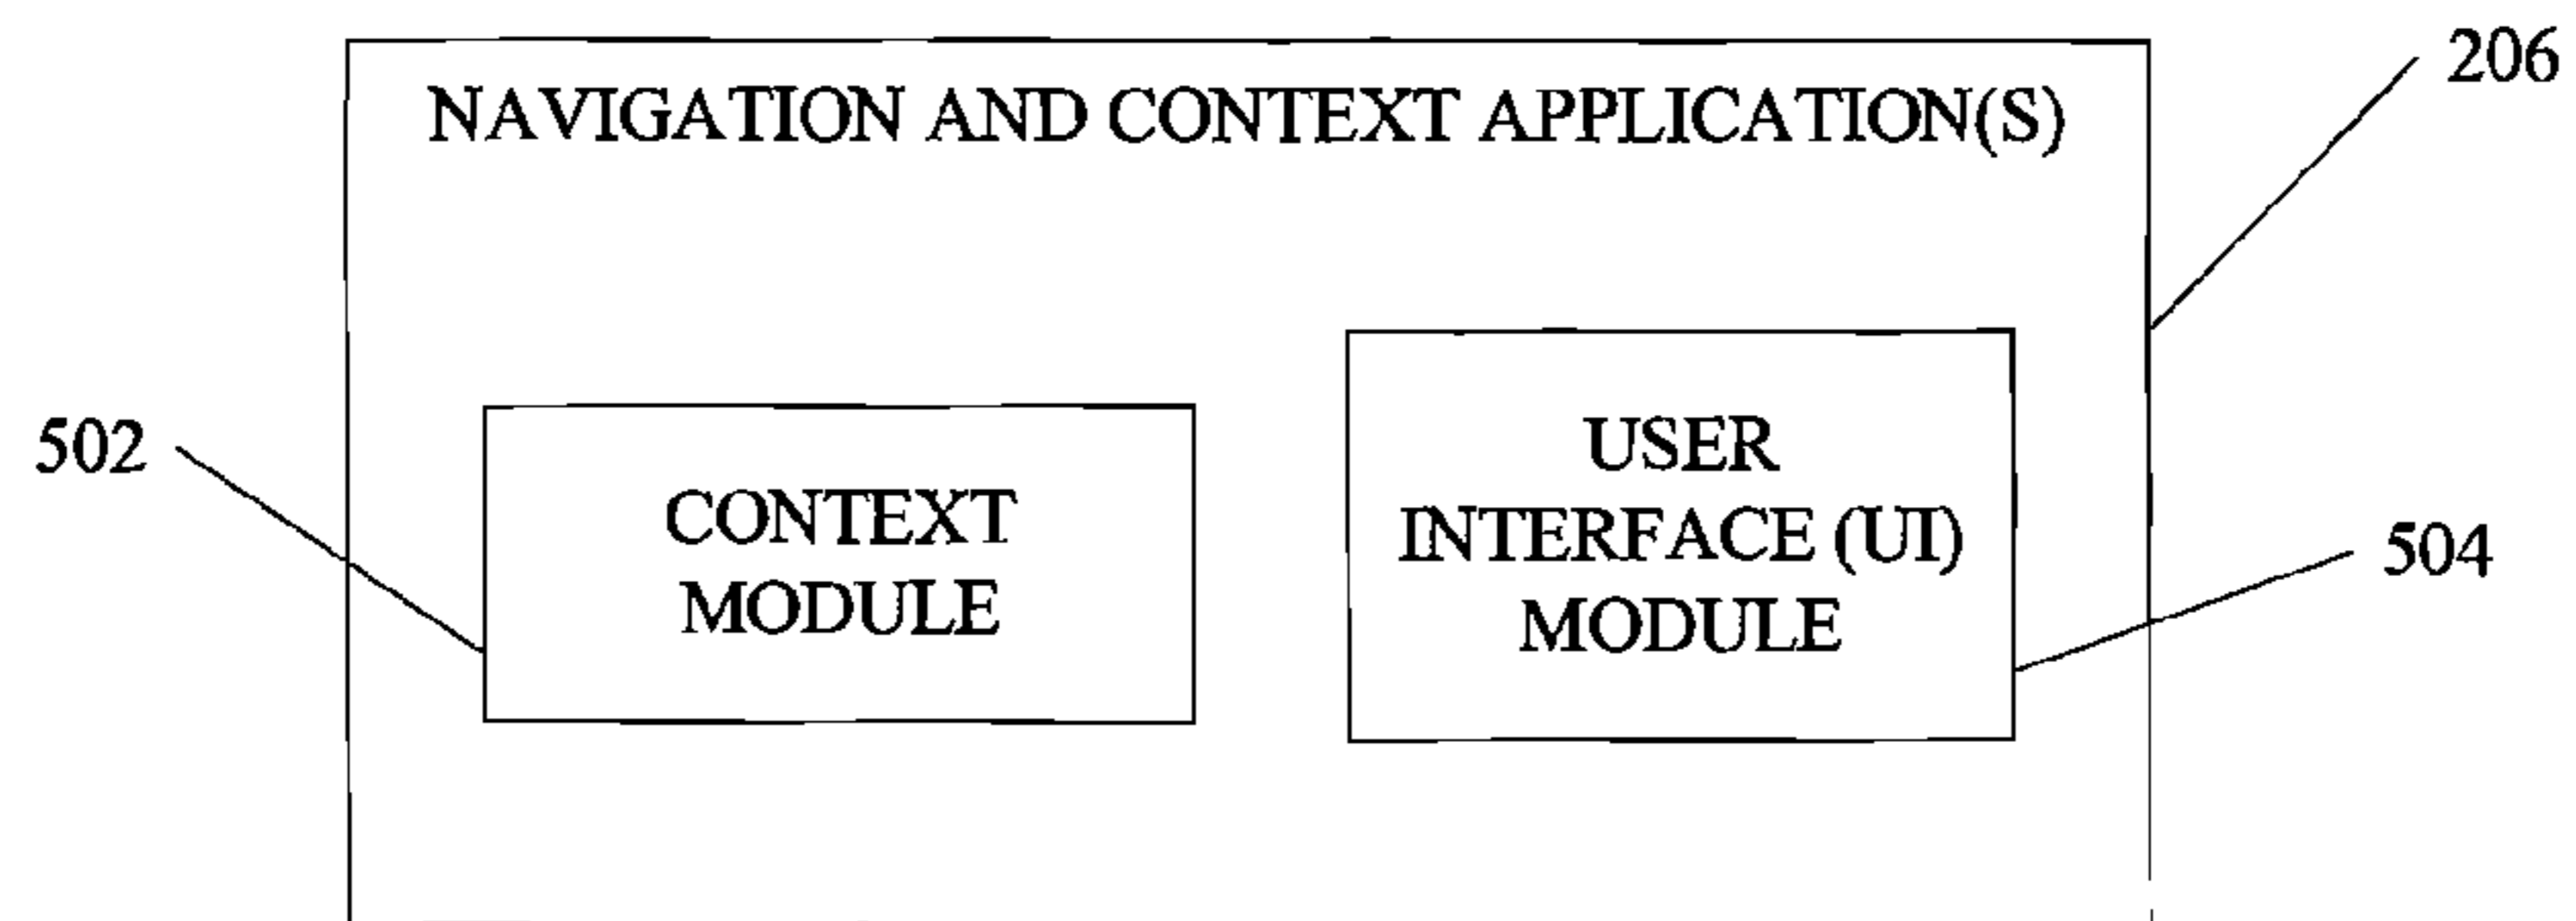 206
NAVIGATION AND CONTEXT APPLICATION(S)
502
CONTEXT
MODULE
USER
INTERFACE (UI)
MODULE
504